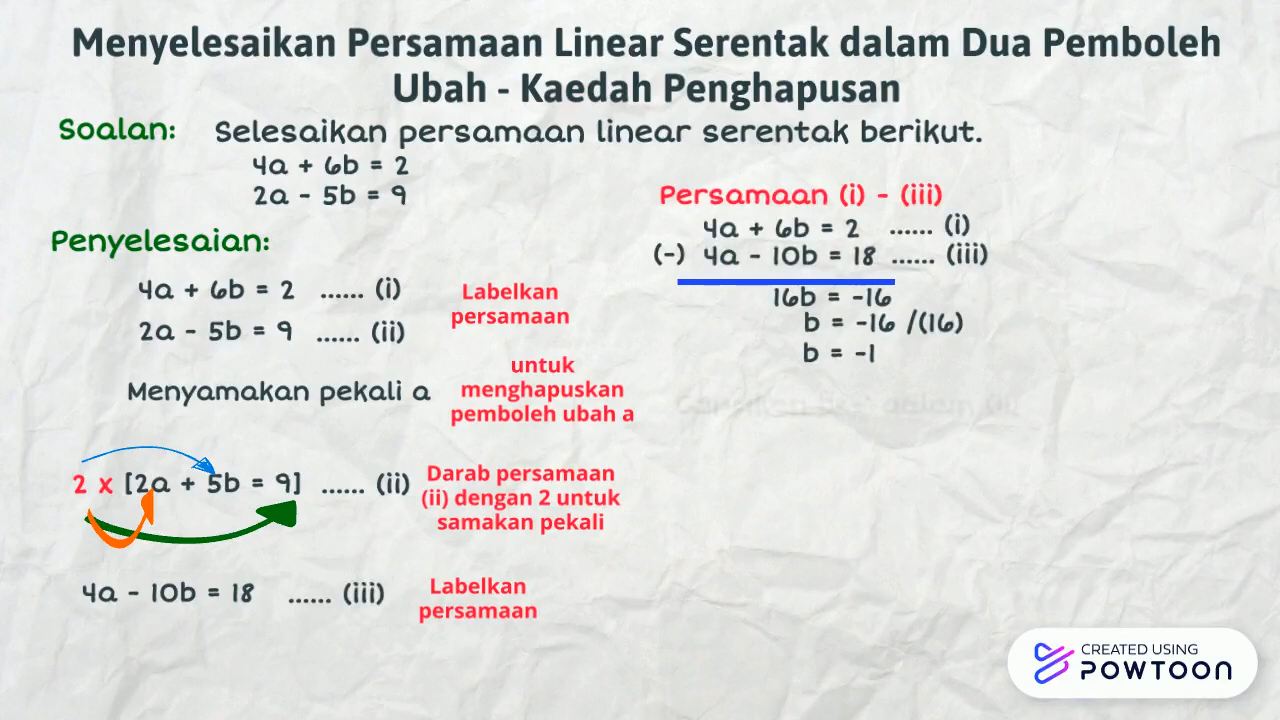 Menyelesaikan Persamaan Linear Serentak dalam Dua Pemboleh
Ubah - Kaedah Penghapusan
Soalan: Selesaikan persamaan linear serentak berikut.
4a + 6b = 2
2a - 5b = 9
Penyelesaian:
4a + 6b = 2 ...... (i)
2a - 5b = 9 ...... (ii)
Labelkan
persamaan
Menyamakan pekali a
untuk
menghapuskan
pemboleh ubah a
2 x [2a + 5b = 9] ...... (ii)
Darab persamaan
(ii) dengan 2 untuk
samakan pekali
4a - 10b = 18 ...... (iii)
Labelkan
persamaan
Persamaan (i) - (iii)
4a + 6b = 2 ...... (i)
(-) 4a - 10b = 18 ...... (iii)
16b = -16
b = -16 /(16)
b = -1
CREATED USING
POWTOON